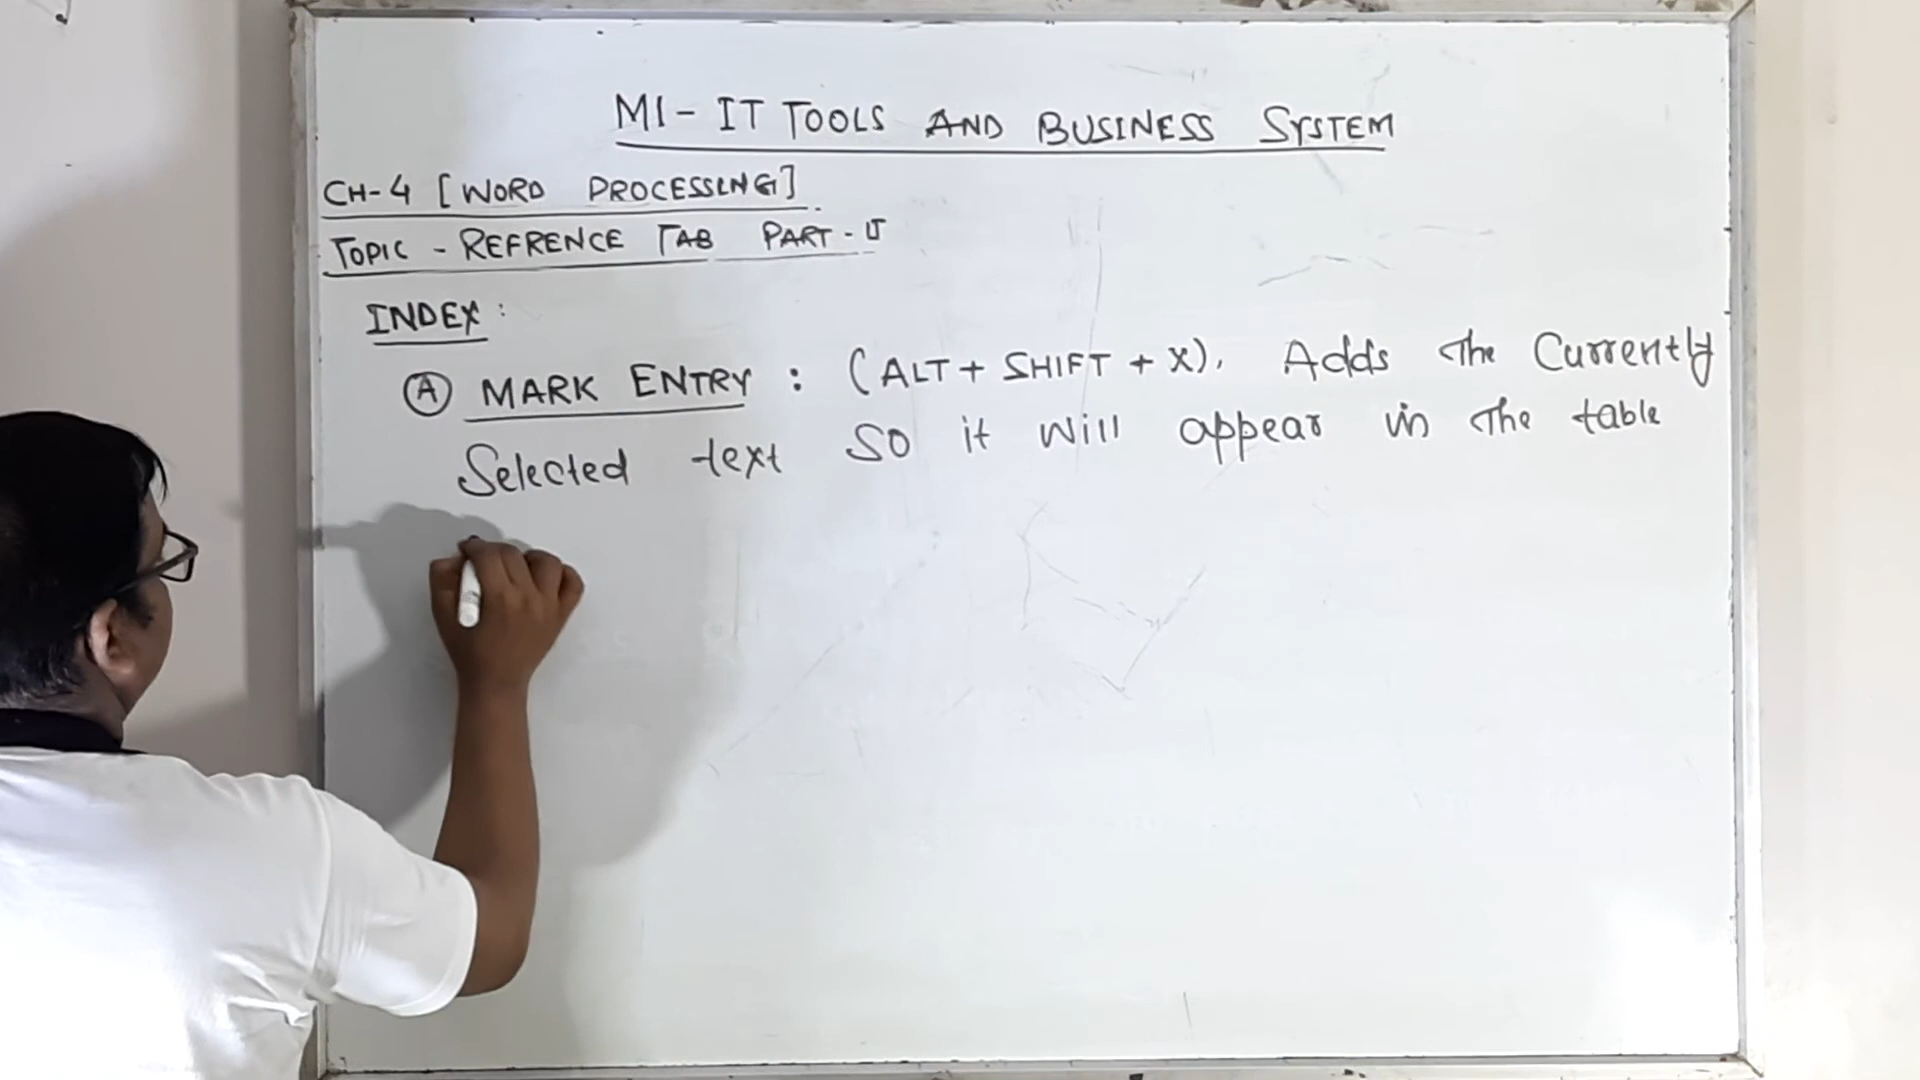 M1- IT TOOLS AND BUSINESS SYSTEM
CH-4 [WORD PROCESSING]
TOPIC - REFRENCE TAB PART-II
INDEX:
(A) MARK ENTRY : (ALT + SHIFT + X). Adds the Currently
Selected text so it will appear in the table